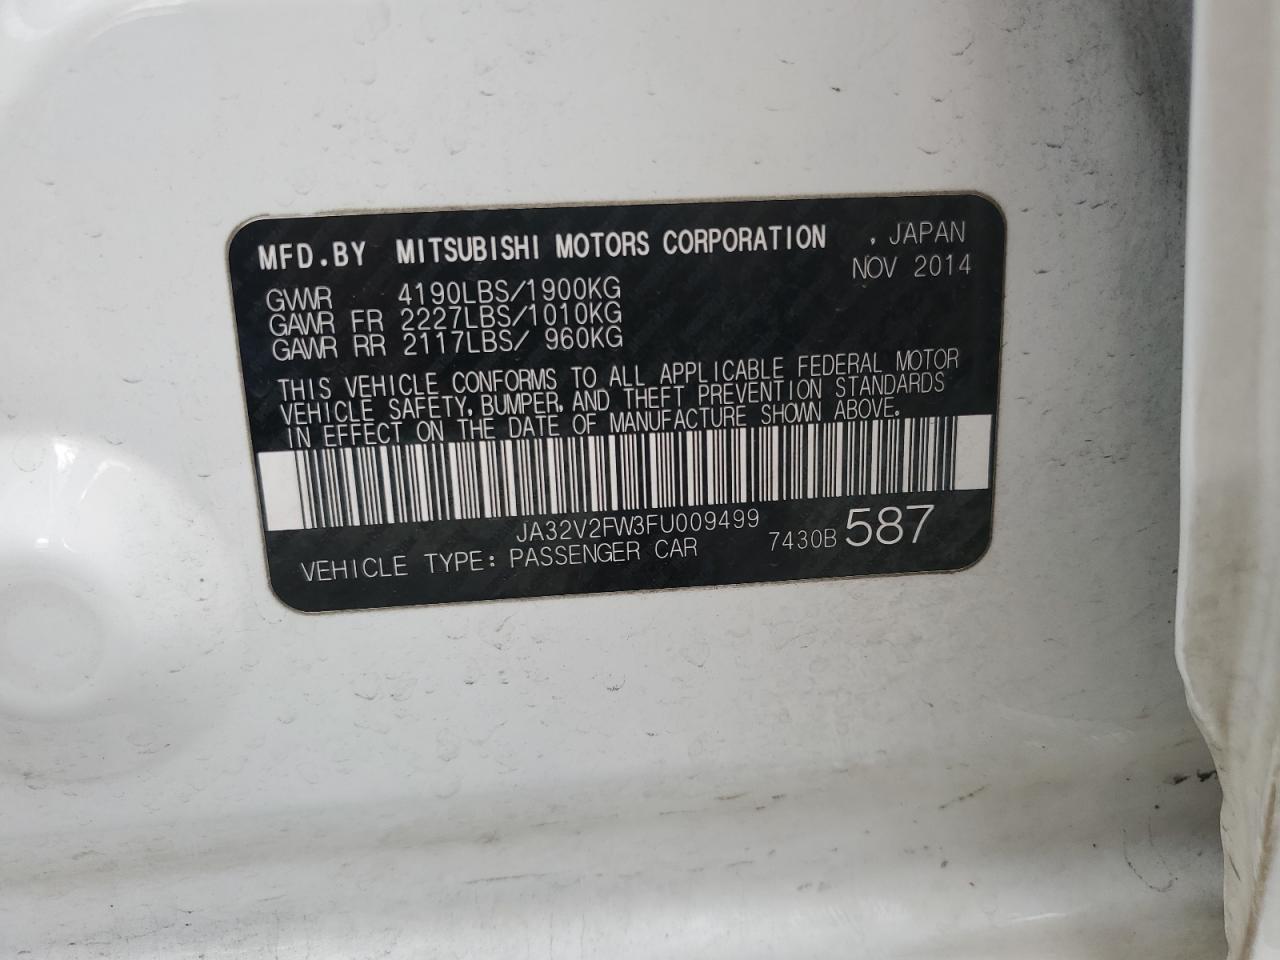 MFD.BY MITSUBISHI MOTORS CORPORATION , JAPAN
NOV 2014
GVWR 4190LBS/1900KG
GAWR FR 2227LBS/1010KG
GAWR RR 2117LBS/ 960KG
THIS VEHICLE CONFORMS TO ALL APPLICABLE FEDERAL MOTOR
VEHICLE SAFETY, BUMPER, AND THEFT PREVENTION STANDARDS
IN EFFECT ON THE DATE OF MANUFACTURE SHOWN ABOVE.
JA32V2FW3FU009499
VEHICLE TYPE: PASSENGER CAR 7430B 587